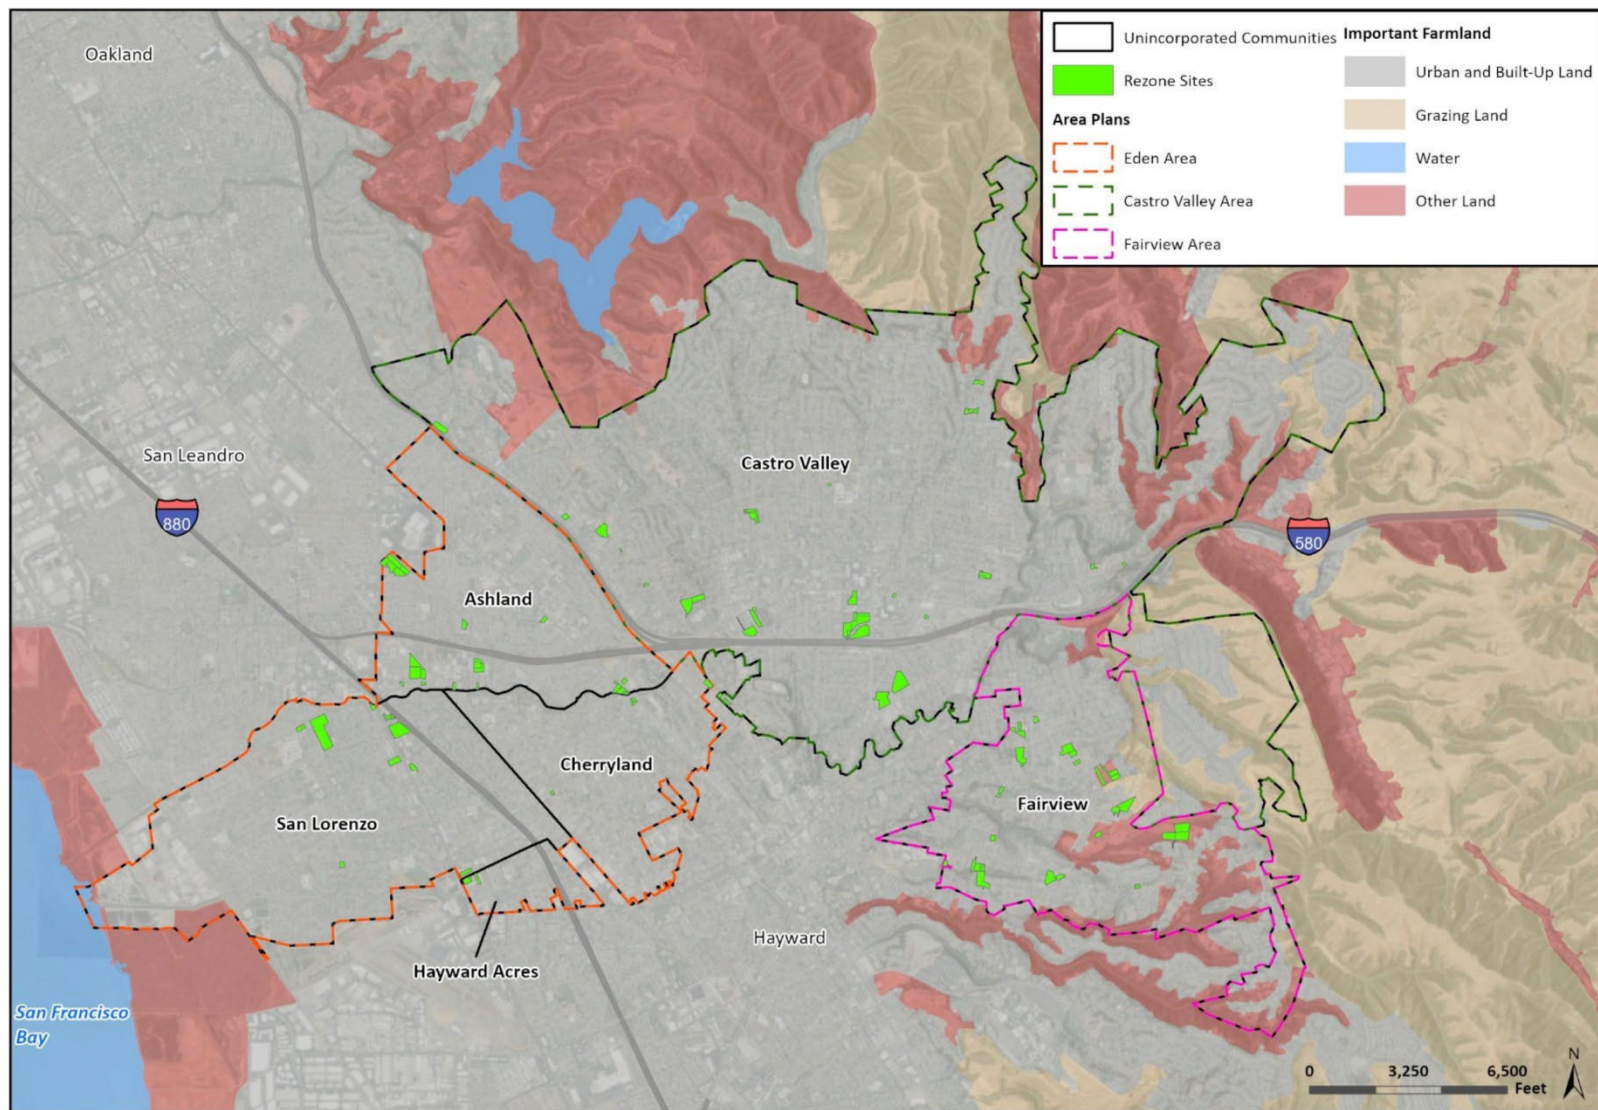 Oakland
San Leandro
880
Castro Valley
580
Ashland
Cherryland
San Lorenzo
Fairview
Hayward
Hayward Acres
San Francisco
Bay
Unincorporated Communities
Rezone Sites
Area Plans
Eden Area
Castro Valley Area
Fairview Area
Important Farmland
Urban and Built-Up Land
Grazing Land
Water
Other Land
N
0 3,250 6,500
Feet